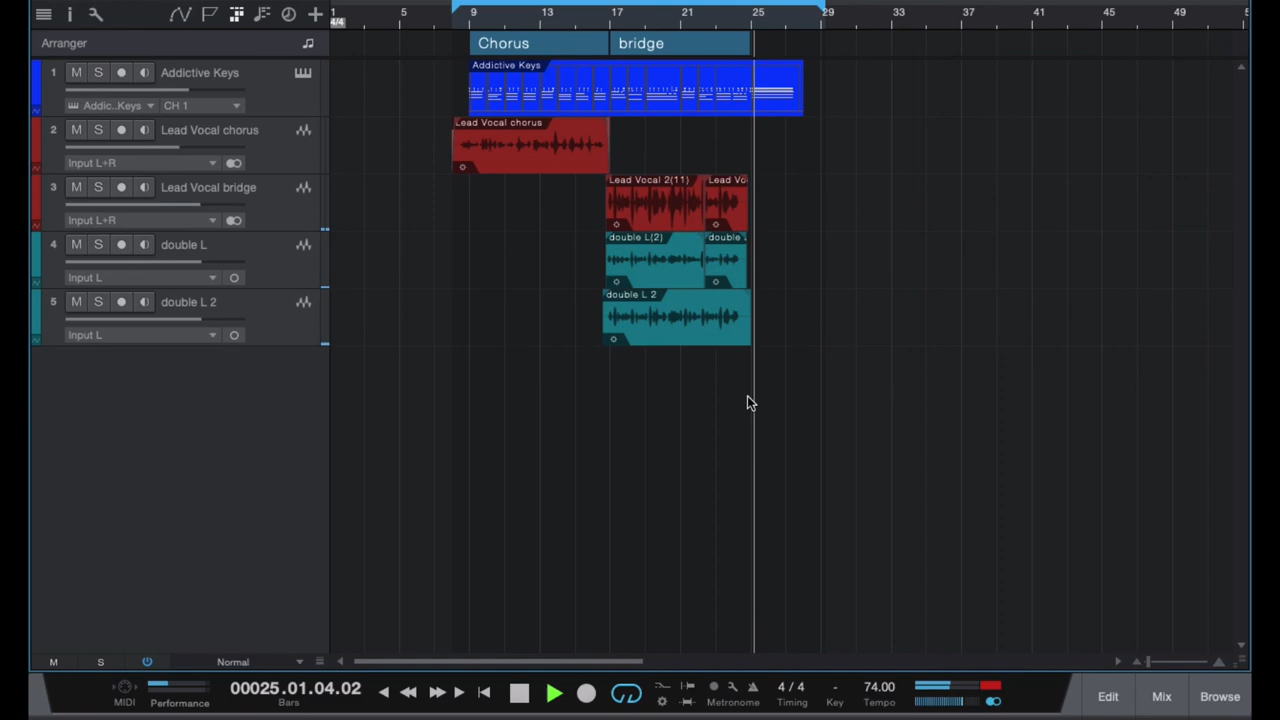 1 5 9 13 17 21 25 29 33 37 41 45 49
4/4
Arranger
Chorus bridge
1 M S Addictive Keys
Addic..Keys CH 1
Addictive Keys
2 M S Lead Vocal chorus
Input L+R
Lead Vocal chorus
3 M S Lead Vocal bridge
Input L+R
Lead Vocal 2(11) Lead Vo
4 M S double L
Input L
double L(2) double
5 M S double L 2
Input L
double L 2
M S Normal
MIDI Performance
00025.01.04.02
Bars
Metronome
4 / 4
Timing
-
Key
74.00
Tempo
Edit Mix Browse